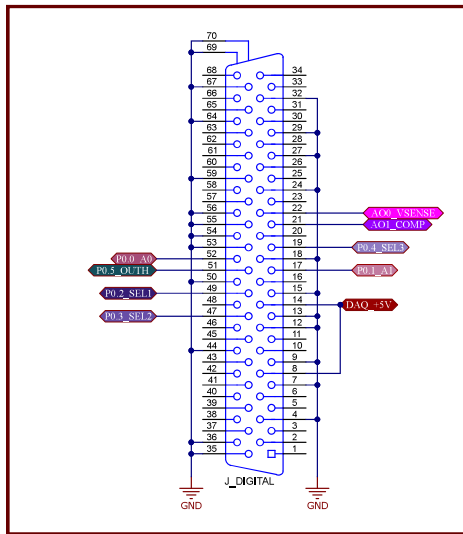 70
69
68 34
67 33
66 32
65 31
64 30
63 29
62 28
61 27
60 26
59 25
58 24
57 23
56 22 AO0_VSENSE
55 21 AO1_COMP
54 20
53 19 P0.4_SEL3
P0.0_A0 52 18
P0.5_OUTH 51 17 P0.1_A1
50 16
P0.2_SEL1 49 15
48 14 DAQ_+5V
P0.3_SEL2 47 13
46 12
45 11
44 10
43 9
42 8
41 7
40 6
39 5
38 4
37 3
36 2
35 1
J_DIGITAL
GND GND